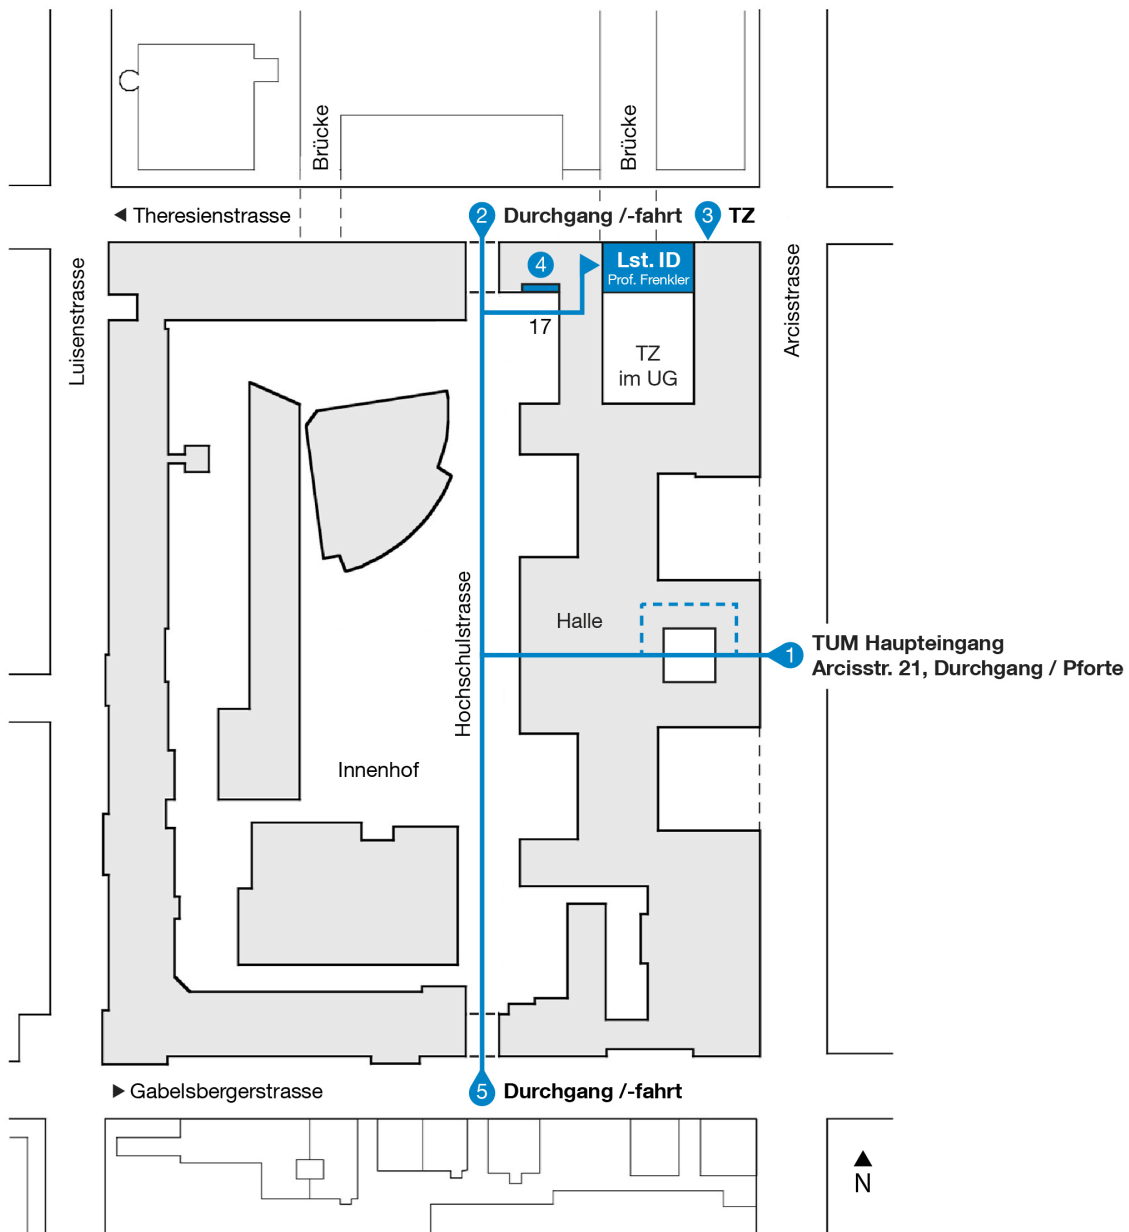 Brücke
Brücke
Theresienstrasse
2
Durchgang /-fahrt
3
TZ
Luisenstrasse
4
Lst. ID
Prof. Frenkler
Arcisstrasse
17
TZ
im UG
Hochschulstrasse
Halle
1
TUM Haupteingang
Arcisstr. 21, Durchgang / Pforte
Innenhof
Gabelsbergerstrasse
5
Durchgang /-fahrt
N